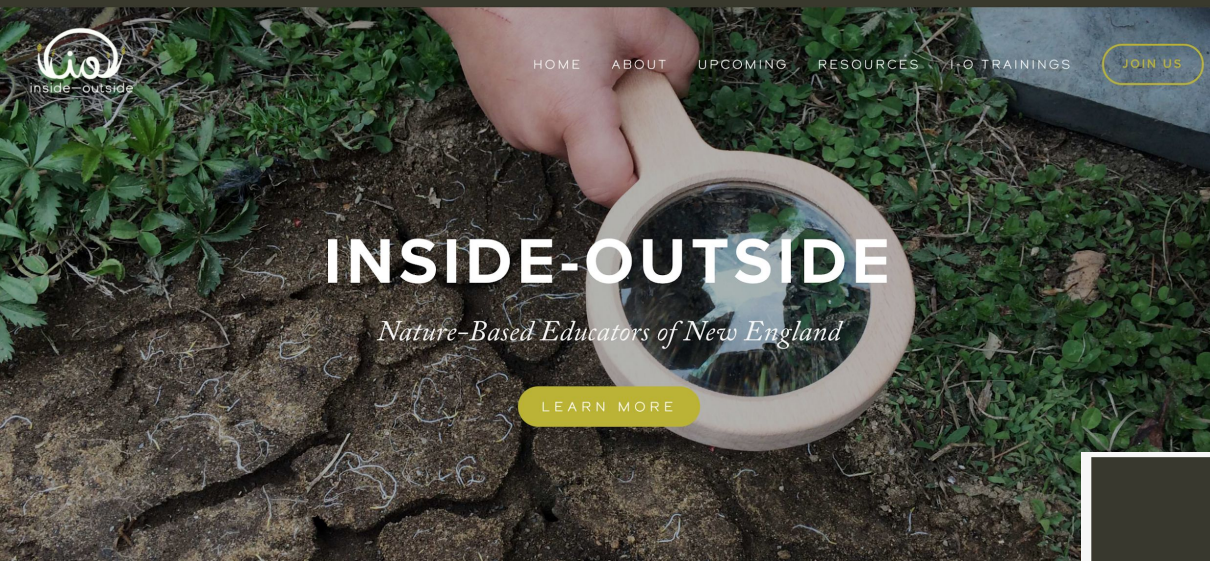 io
inside—outside
HOME ABOUT UPCOMING RESOURCES I-O TRAININGS JOIN US
INSIDE-OUTSIDE
Nature-Based Educators of New England
LEARN MORE